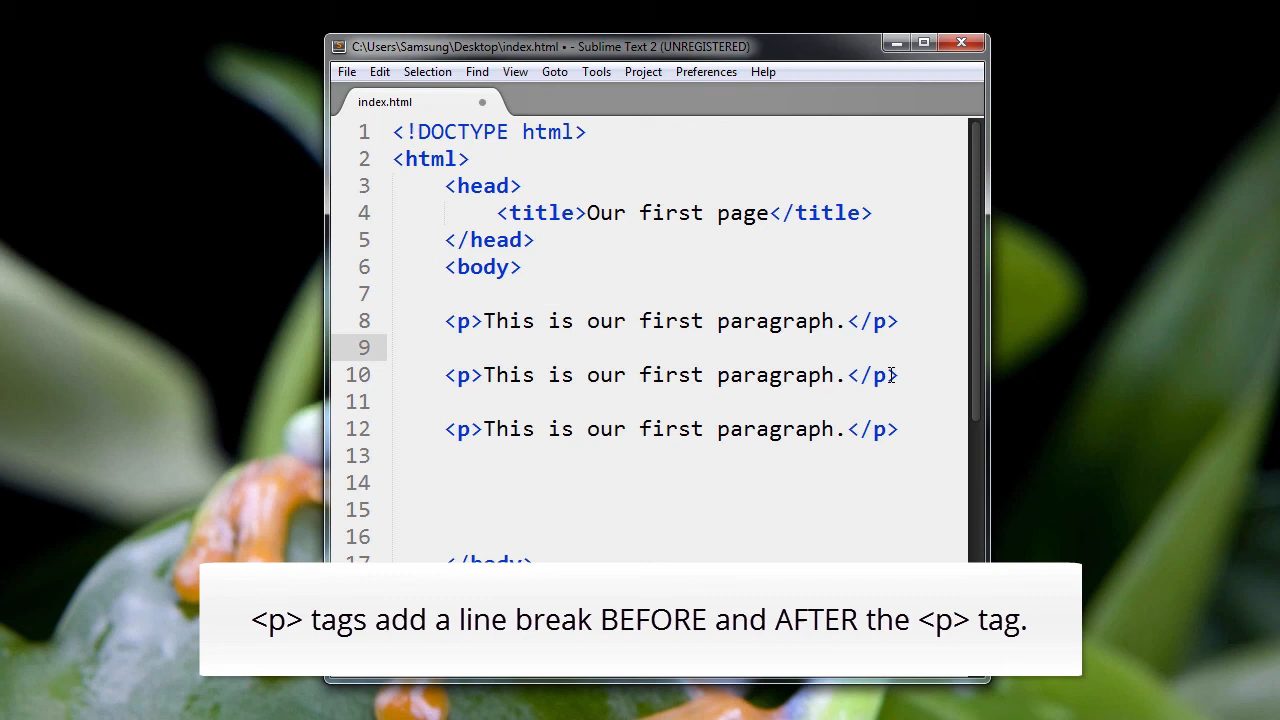 C:\Users\Samsung\Desktop\index.html • - Sublime Text 2 (UNREGISTERED)
File Edit Selection Find View Goto Tools Project Preferences Help
index.html
1 <!DOCTYPE html>
2 <html>
3 <head>
4 <title>Our first page</title>
5 </head>
6 <body>
7
8 <p>This is our first paragraph.</p>
9
10 <p>This is our first paragraph.</p>
11
12 <p>This is our first paragraph.</p>
13
14
15
16
17 </body>
<p> tags add a line break BEFORE and AFTER the <p> tag.